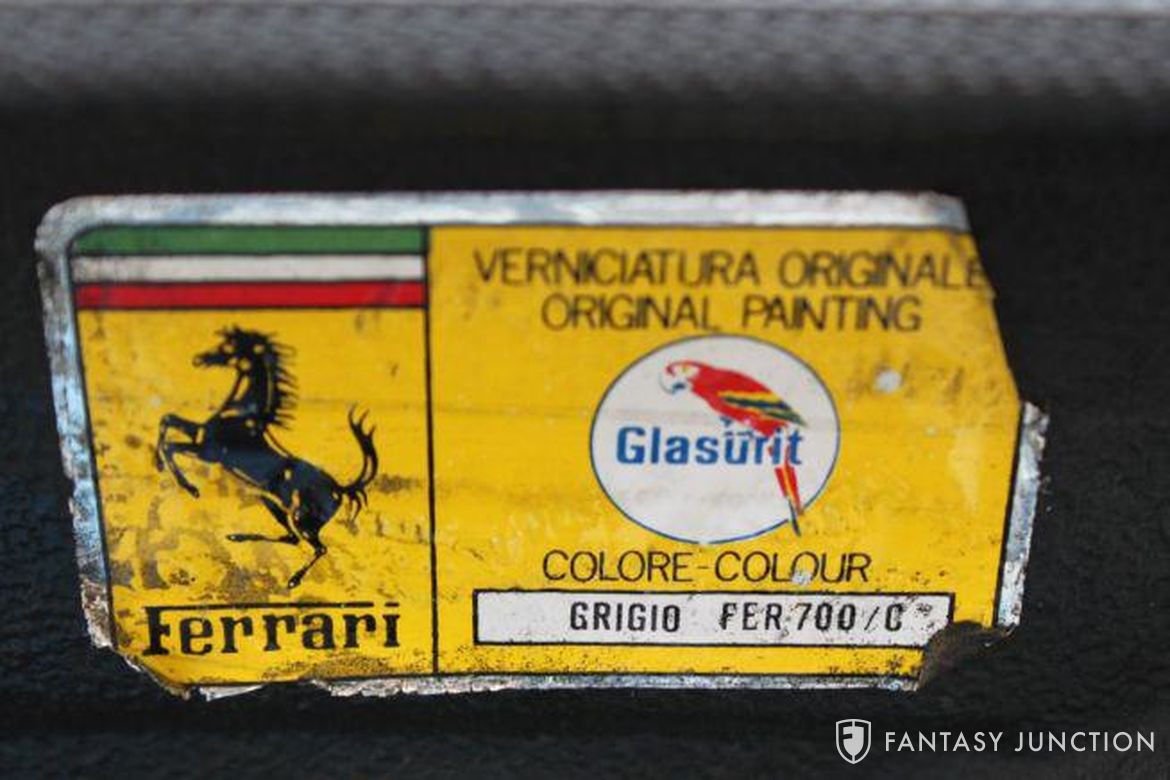 VERNICIATURA ORIGINALE
ORIGINAL PAINTING
Glasurit
COLORE-COLOUR
GRIGIO FER·700/C
Ferrari
FANTASY JUNCTION